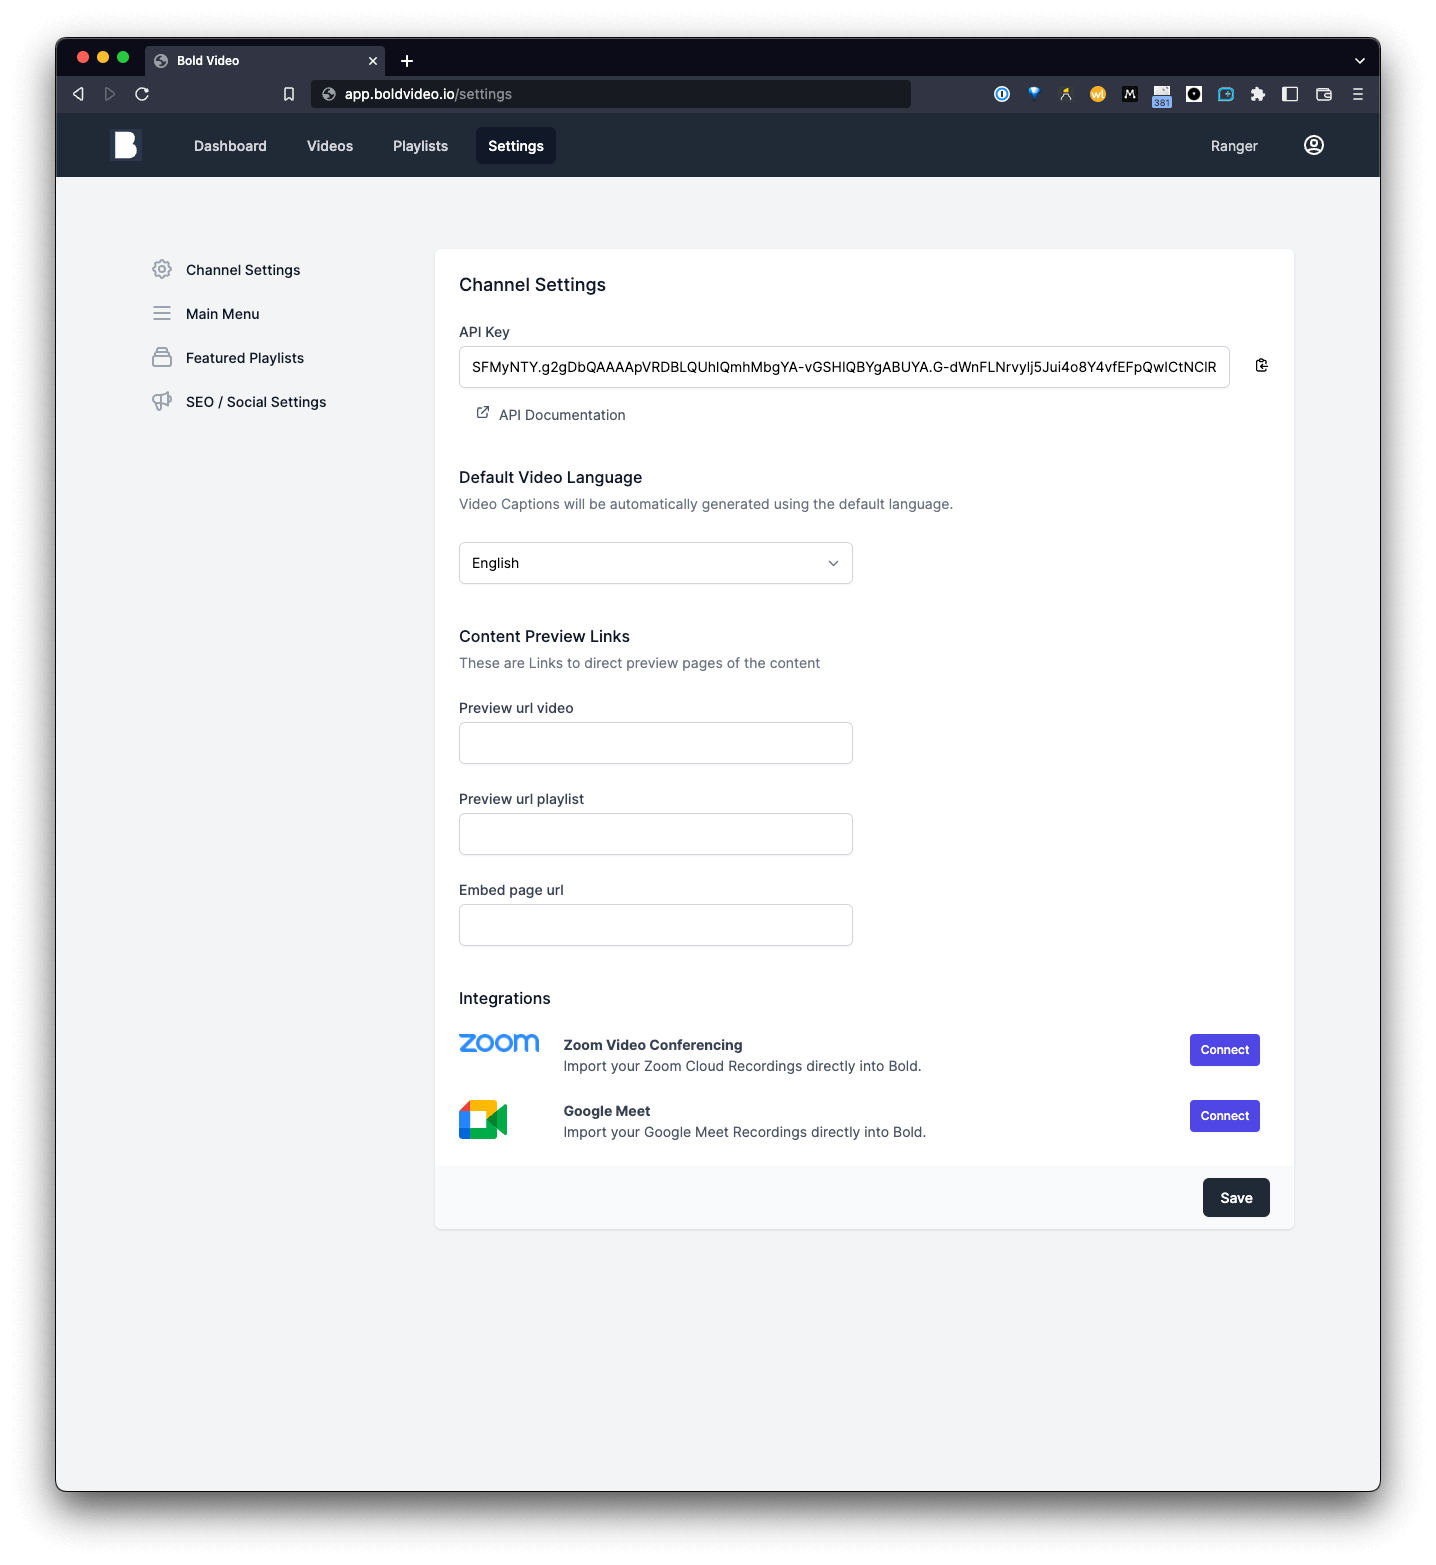 Bold Video
app.boldvideo.io/settings
381
Dashboard Videos Playlists Settings Ranger
Channel Settings
Main Menu
Featured Playlists
SEO / Social Settings
Channel Settings
API Key
API Documentation
Default Video Language
Video Captions will be automatically generated using the default language.
English
Content Preview Links
These are Links to direct preview pages of the content
Preview url video
Preview url playlist
Embed page url
Integrations
zoom
Zoom Video Conferencing
Import your Zoom Cloud Recordings directly into Bold.
Connect
Google Meet
Import your Google Meet Recordings directly into Bold.
Connect
Save